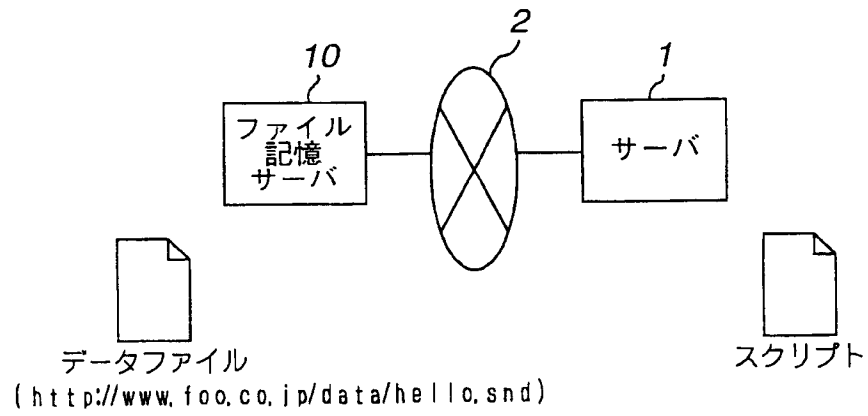 10
2
1
ファイル
記憶
サーバ
サーバ
データファイル
スクリプト
(http://www.foo.co.jp/data/hello.snd)